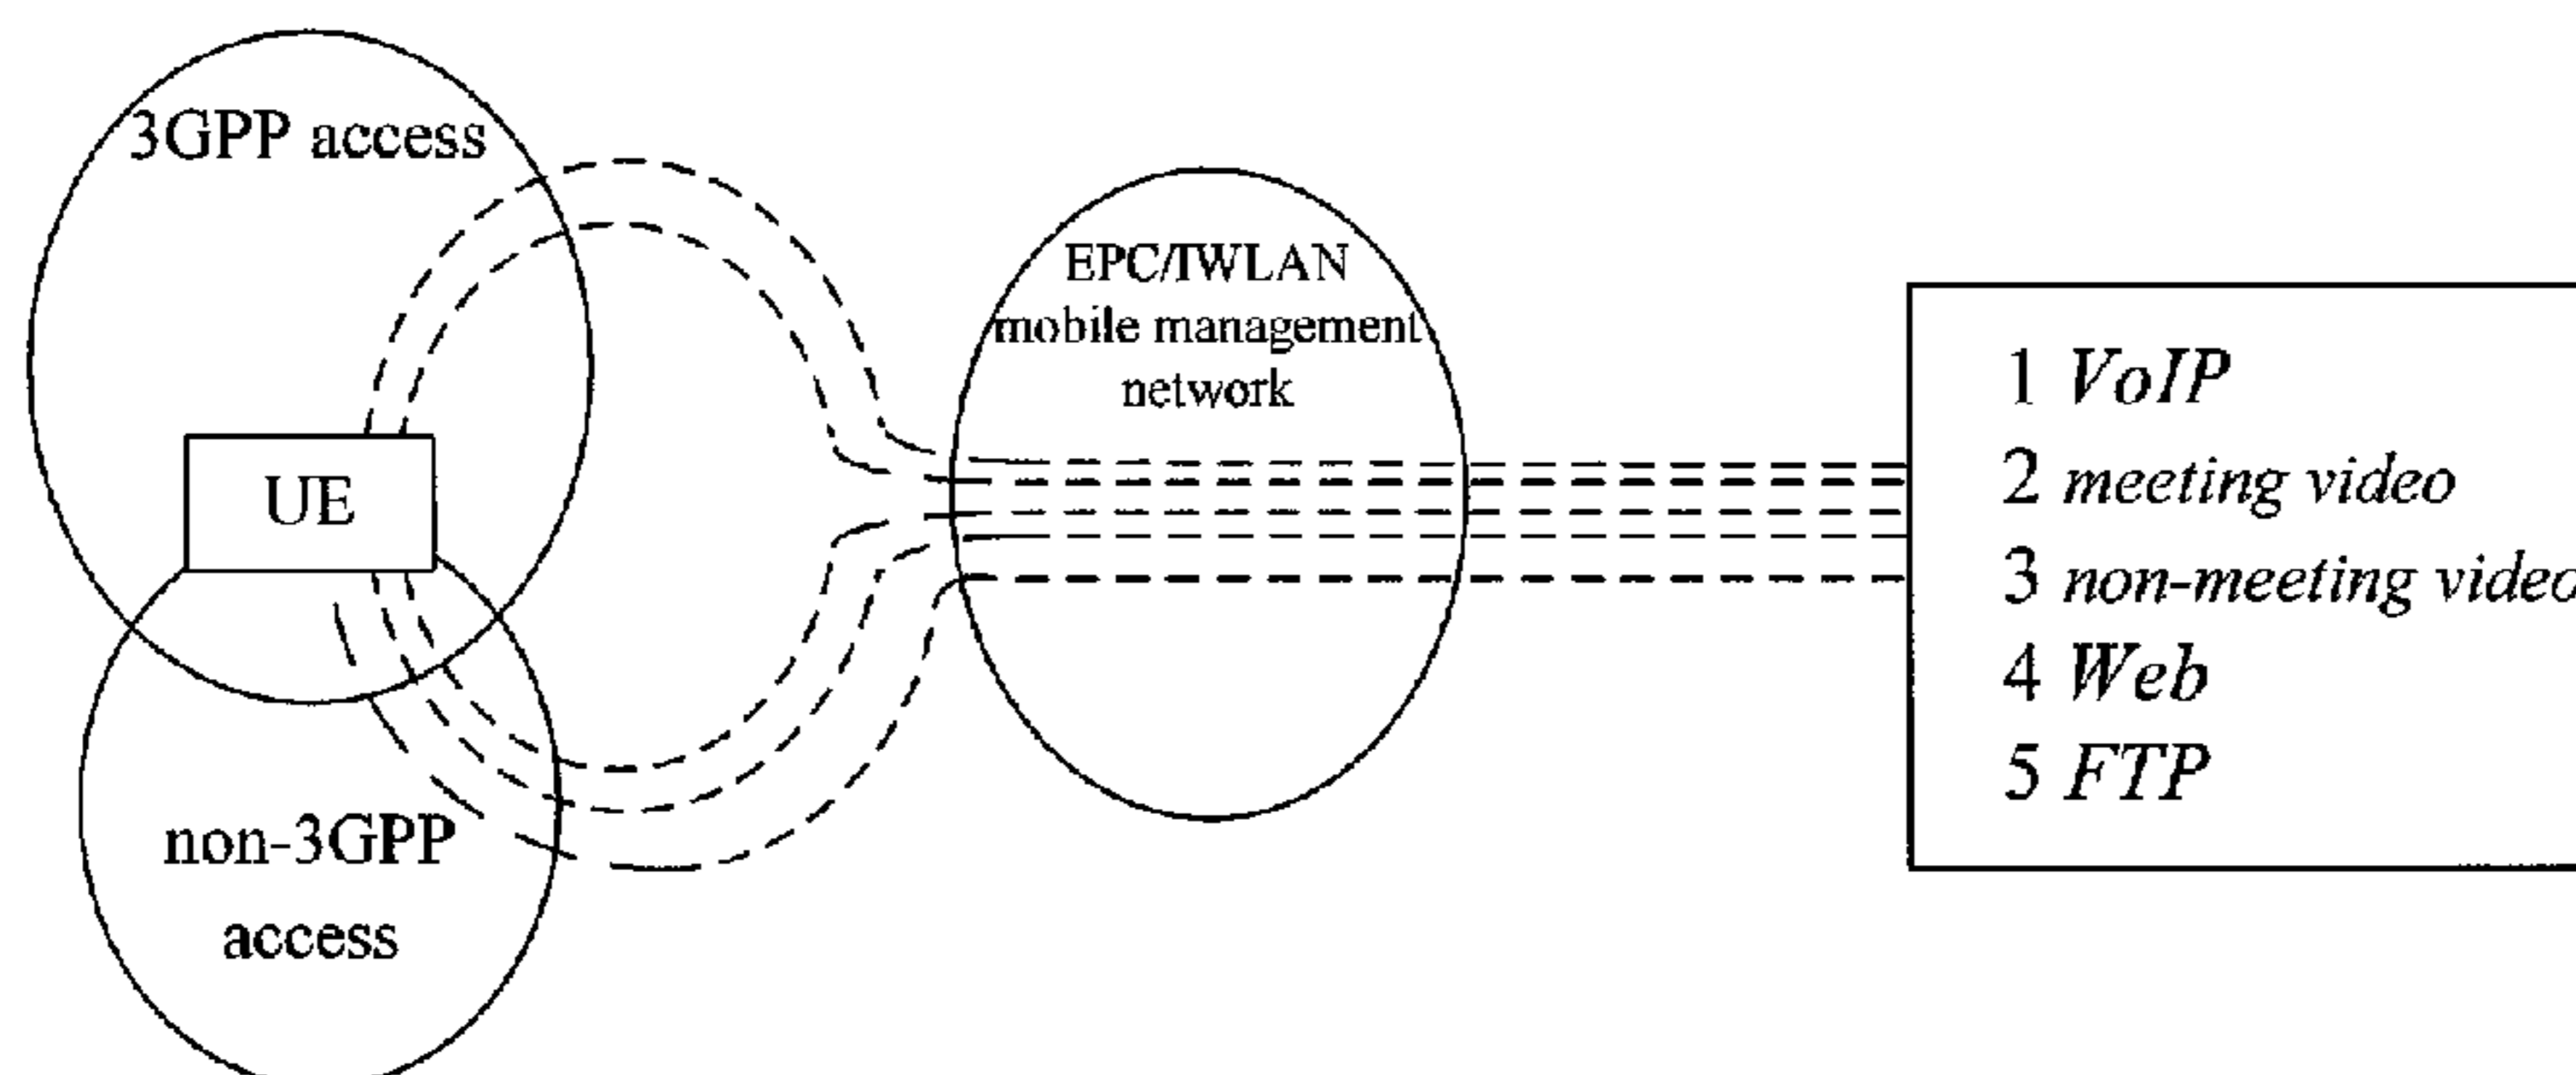 3GPP access
EPC/IWLAN
mobile management
network
UE
non-3GPP
access
1 VoIP
2 meeting video
3 non-meeting video
4 Web
5 FTP